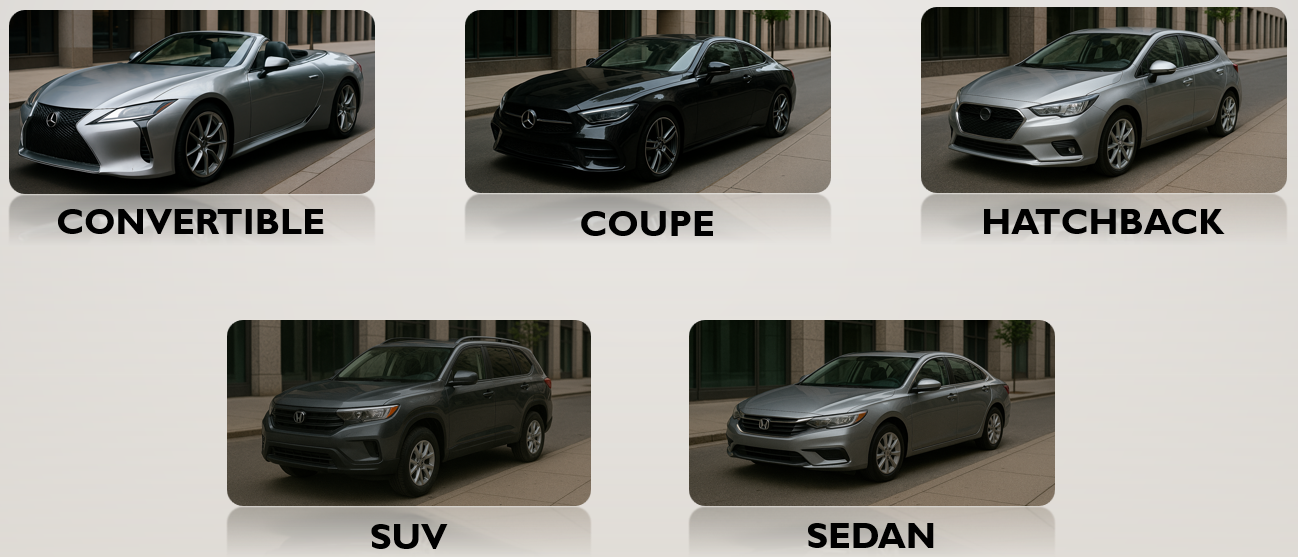 CONVERTIBLE
COUPE
HATCHBACK
SUV
SEDAN